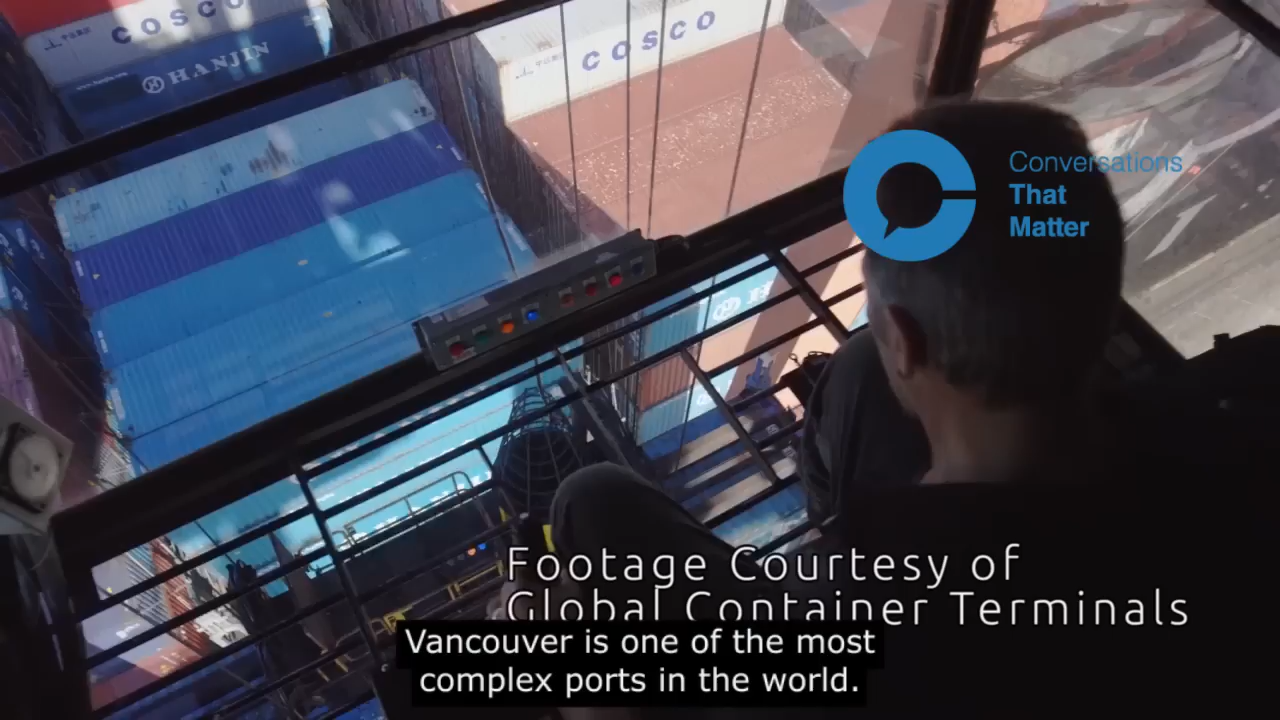 COSCO
HANJIN
COSCO
Conversations
That
Matter
Footage Courtesy of
Global Container Terminals
Vancouver is one of the most
complex ports in the world.